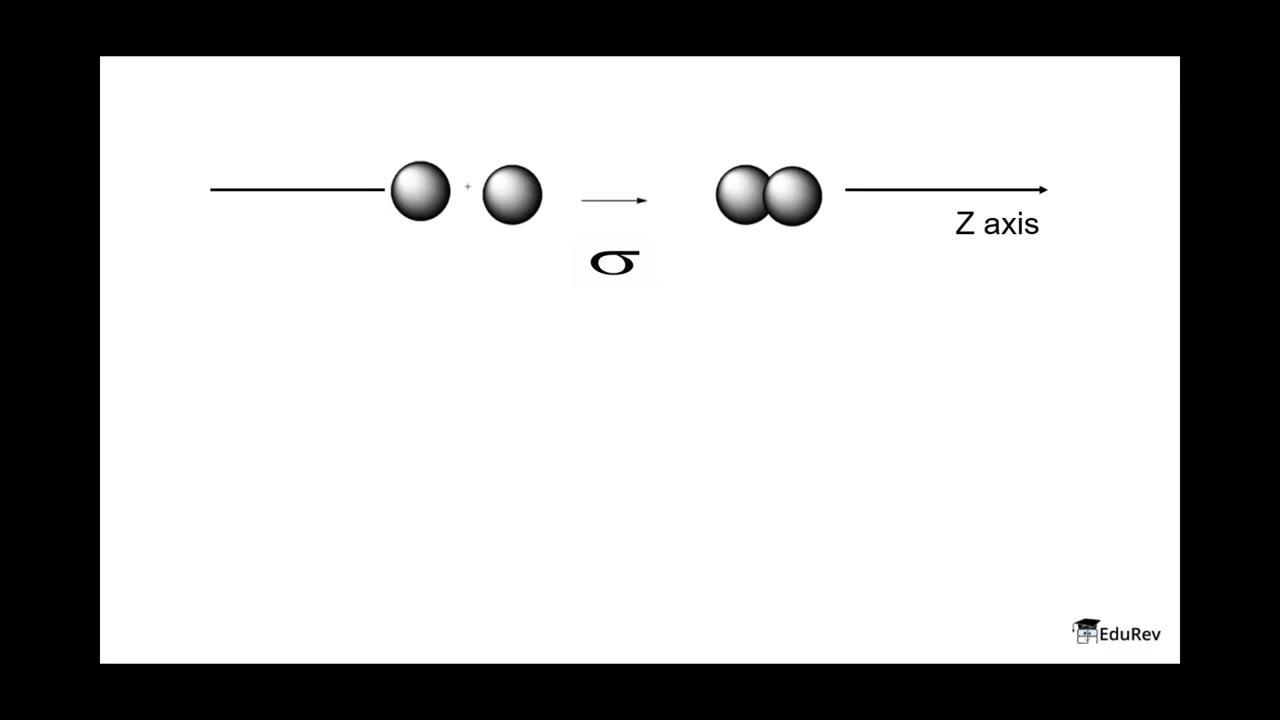 +
σ
Z axis
EduRev